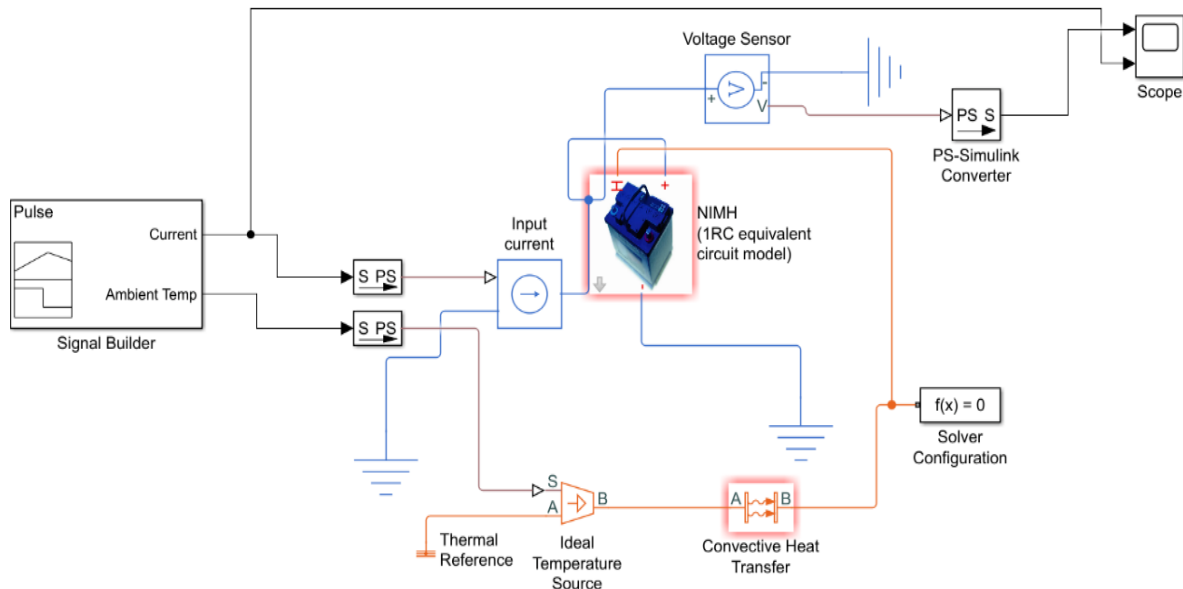 Voltage Sensor
+
V
-
V
PS S
Scope
PS-Simulink
Converter
H
+
NIMH
(1RC equivalent
circuit model)
-
Pulse
Current
Ambient Temp
Signal Builder
S PS
S PS
Input
current
f(x) = 0
Solver
Configuration
S
A
B
Thermal
Reference
Ideal
Temperature
Source
A
B
Convective Heat
Transfer